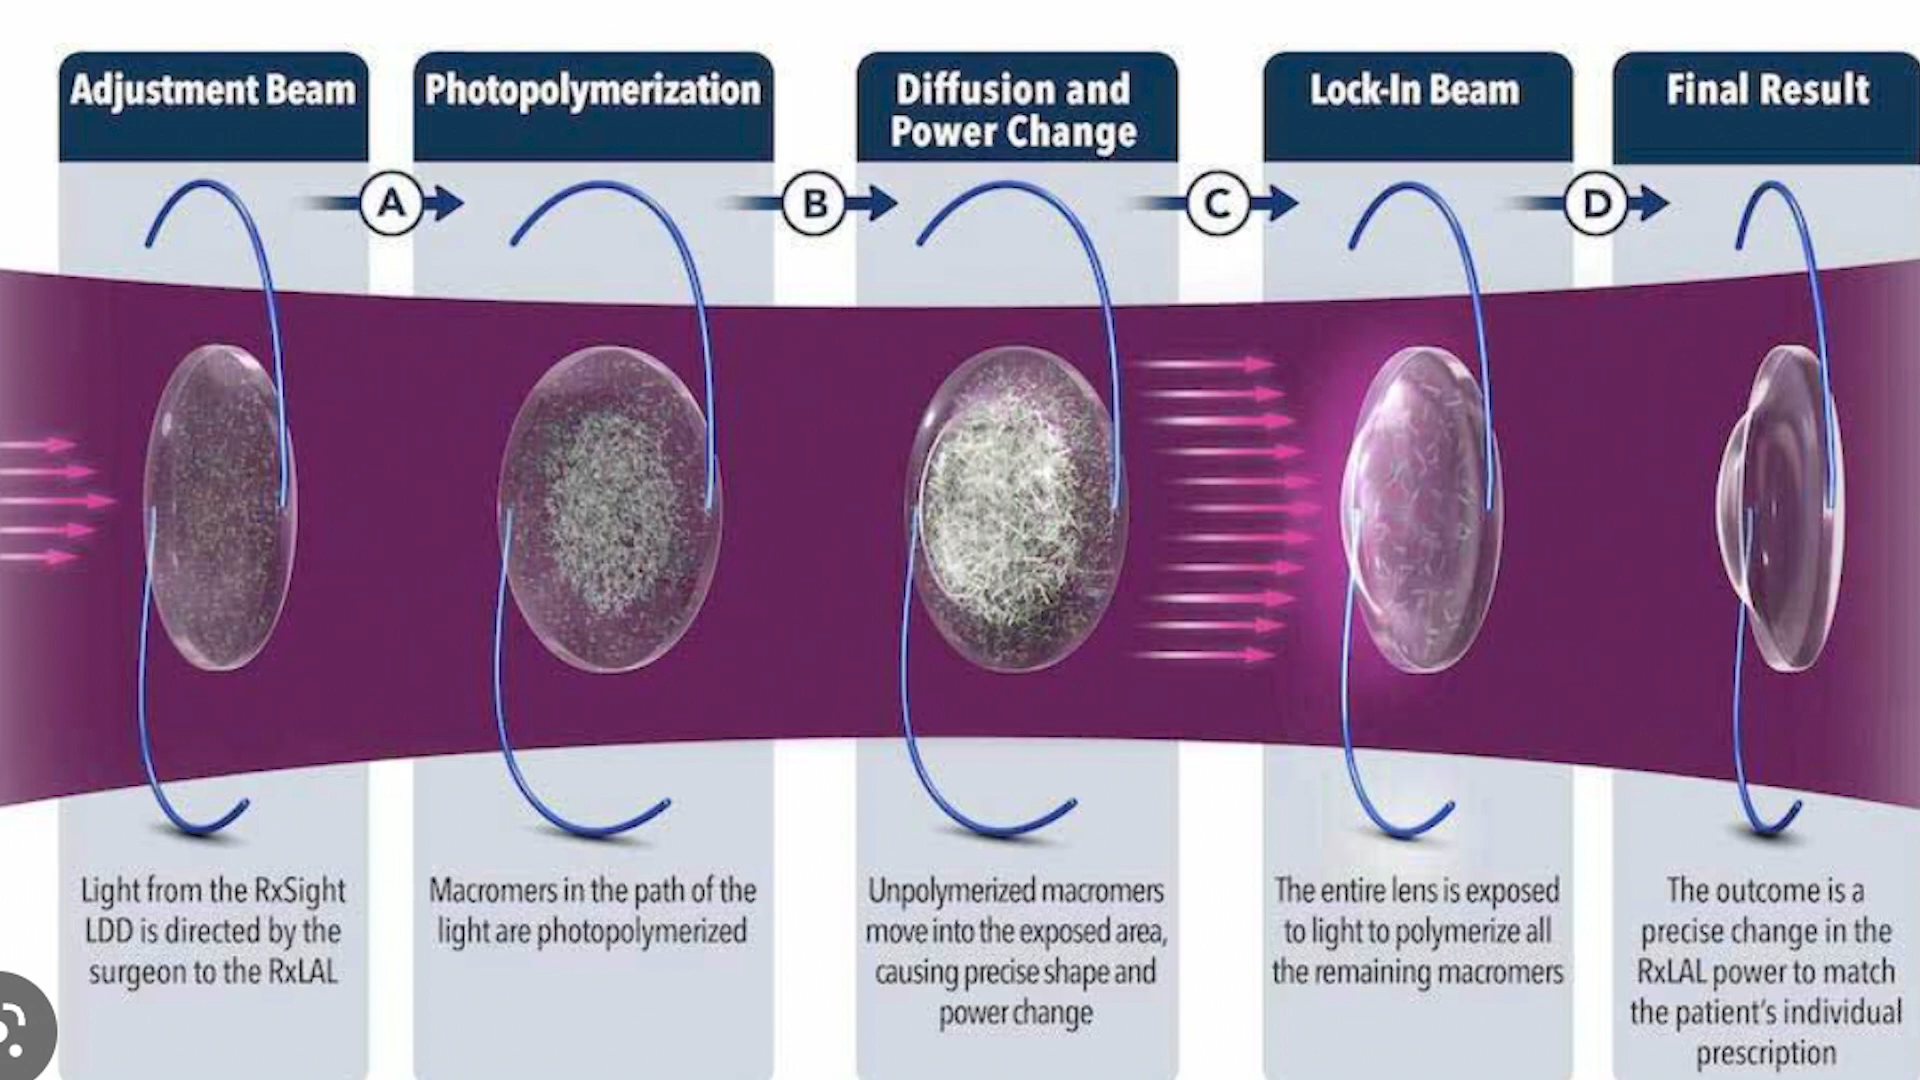 Adjustment Beam
Light from the RxSight
LDD is directed by the
surgeon to the RxLAL
A
Photopolymerization
Macromers in the path of the
light are photopolymerized
B
Diffusion and
Power Change
Unpolymerized macromers
move into the exposed area,
causing precise shape and
power change
C
Lock-In Beam
The entire lens is exposed
to light to polymerize all
the remaining macromers
D
Final Result
The outcome is a
precise change in the
RxLAL power to match
the patient's individual
prescription